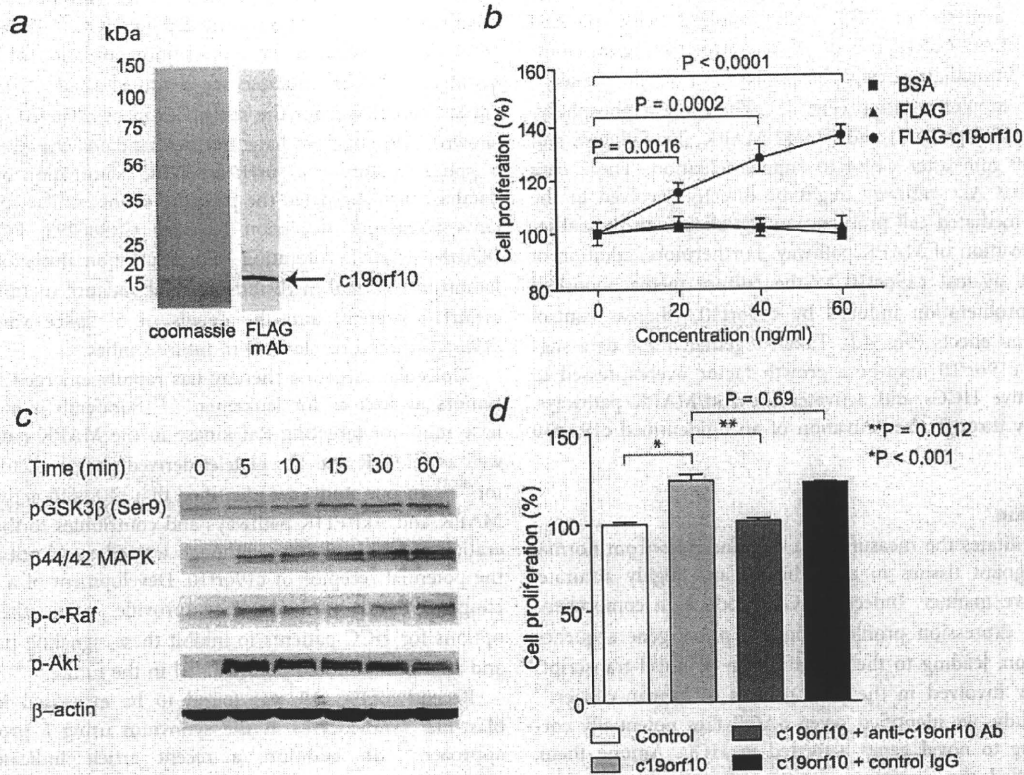 a
kDa
150
100
75
56
35
25
20
15
c19orf10
coomassie
FLAG
mAb
b
160
140
120
100
80
Cell proliferation (%)
P < 0.0001
P = 0.0002
P = 0.0016
BSA
FLAG
FLAG-c19orf10
0
20
40
60
Concentration (ng/ml)
c
Time (min)
0
5
10
15
30
60
pGSK3β (Ser9)
p44/42 MAPK
p-c-Raf
p-Akt
β–actin
d
150
100
50
0
Cell proliferation (%)
P = 0.69
*
**
**P = 0.0012
*P < 0.001
Control
c19orf10
c19orf10 + anti-c19orf10 Ab
c19orf10 + control IgG